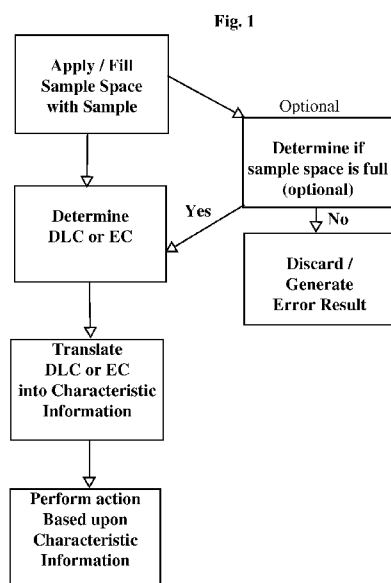 Fig. 1
Apply / Fill
Sample Space
with Sample
Optional
Determine if
sample space is full
(optional)
Yes
No
Determine
DLC or EC
Discard /
Generate
Error Result
Translate
DLC or EC
into Characteristic
Information
Perform action
Based upon
Characteristic
Information